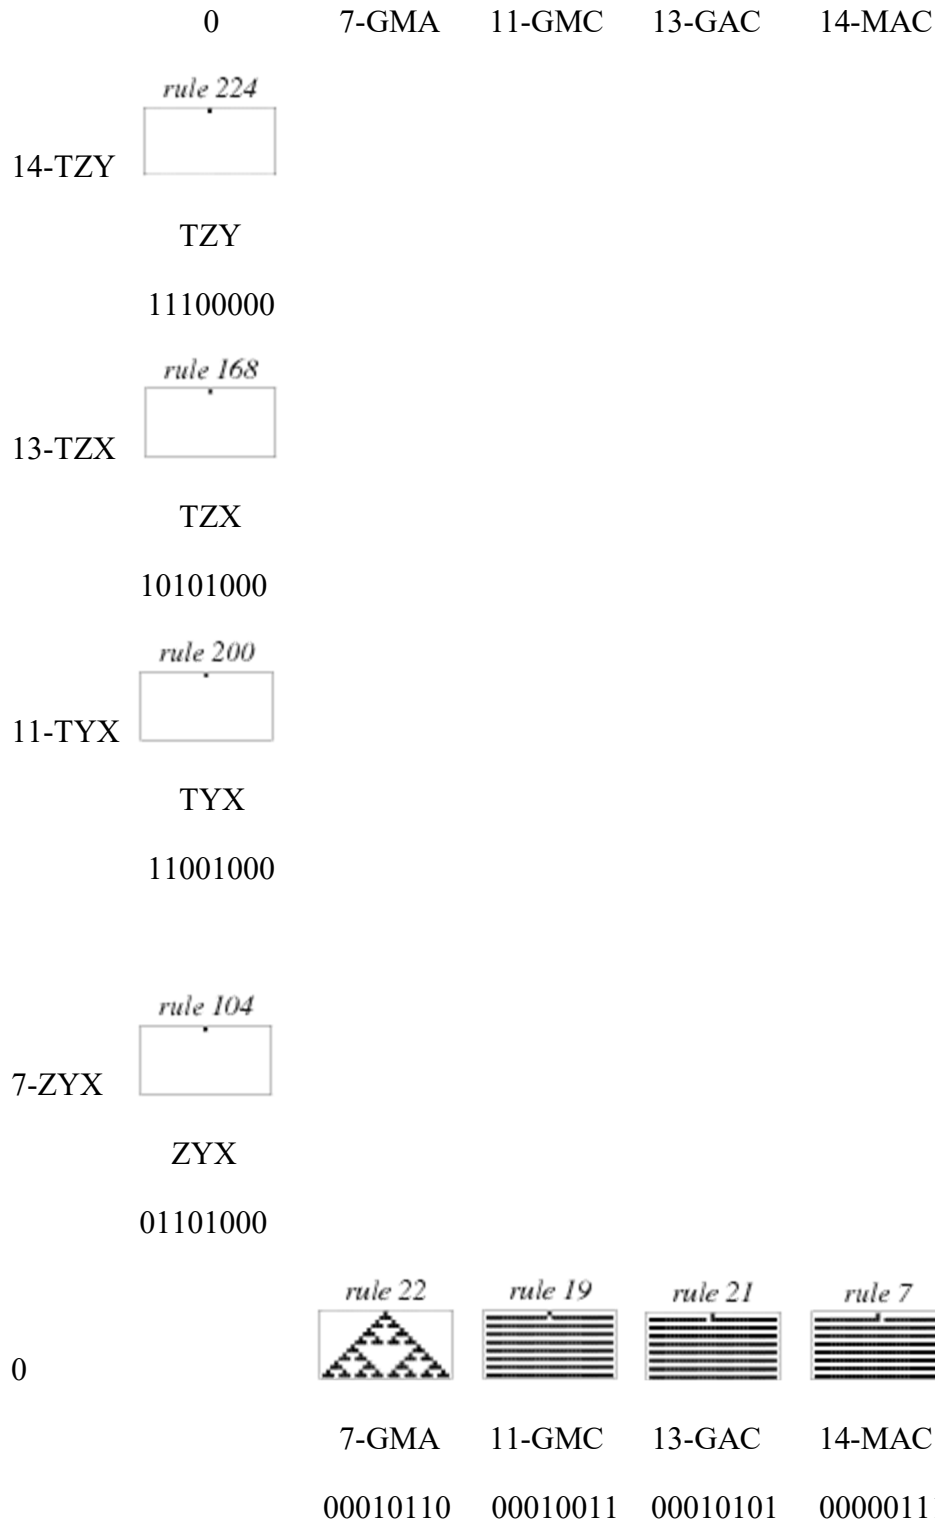 0 7-GMA 11-GMC 13-GAC 14-MAC
rule 224
14-TZY
TZY
11100000
rule 168
13-TZX
TZX
10101000
rule 200
11-TYX
TYX
11001000
rule 104
7-ZYX
ZYX
01101000
rule 22 rule 19 rule 21 rule 7
0
7-GMA 11-GMC 13-GAC 14-MAC
00010110 00010011 00010101 0000011